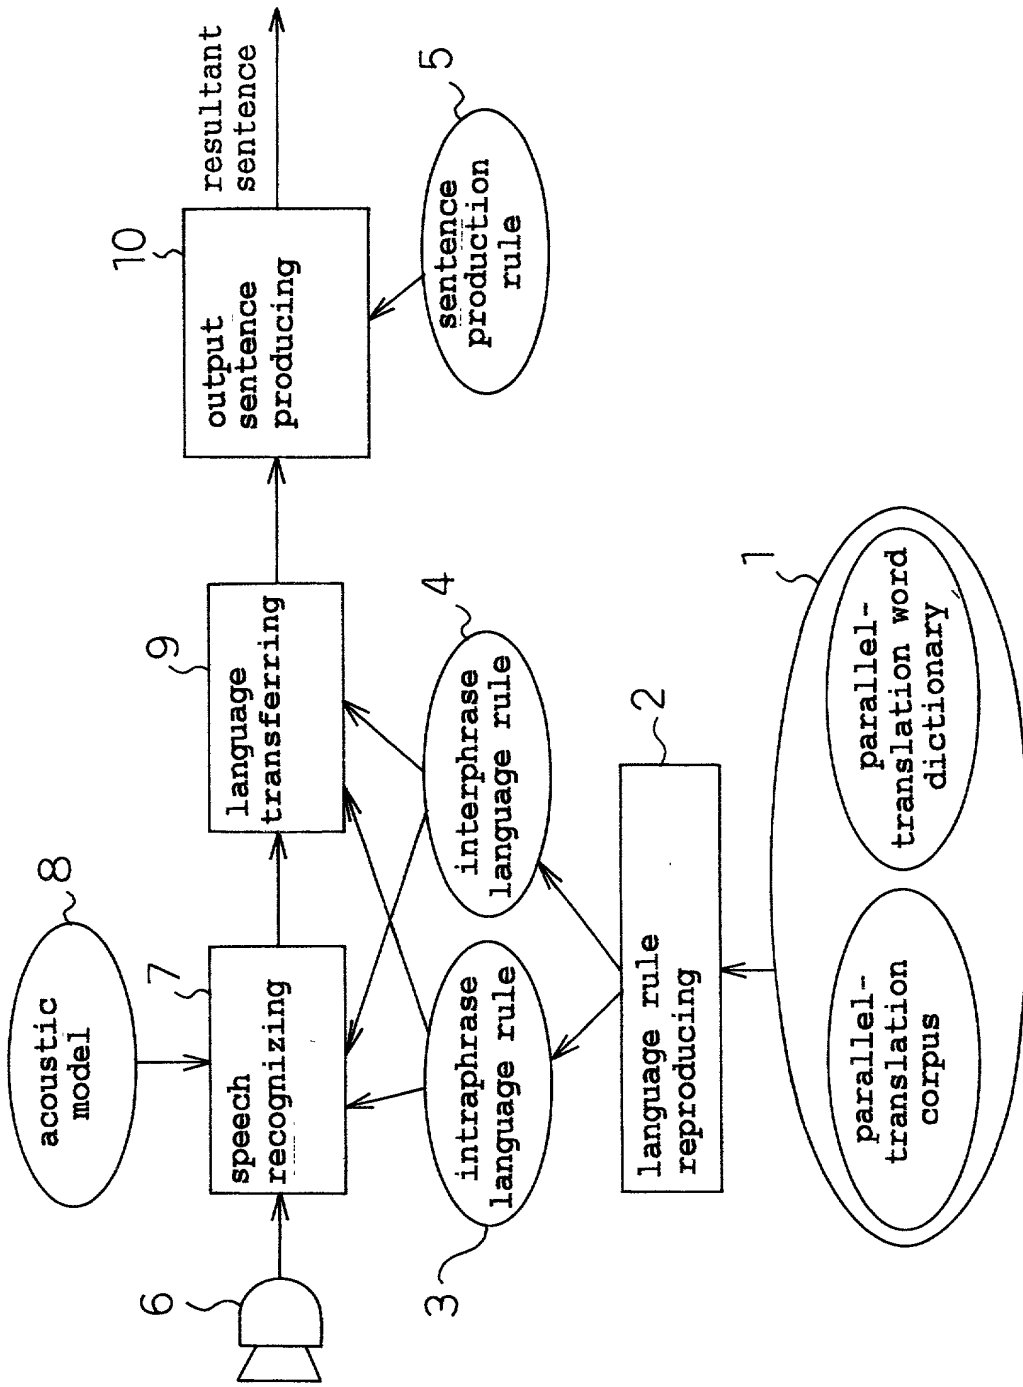 8
acoustic
model
6
7
speech
recognizing
9
language
transferring
10
output
sentence
producing
resultant
sentence
3
intraphrase
language rule
4
interphrase
language rule
5
sentence
production
rule
language rule
reproducing
2
1
parallel-
translation
corpus
parallel-
translation word
dictionary